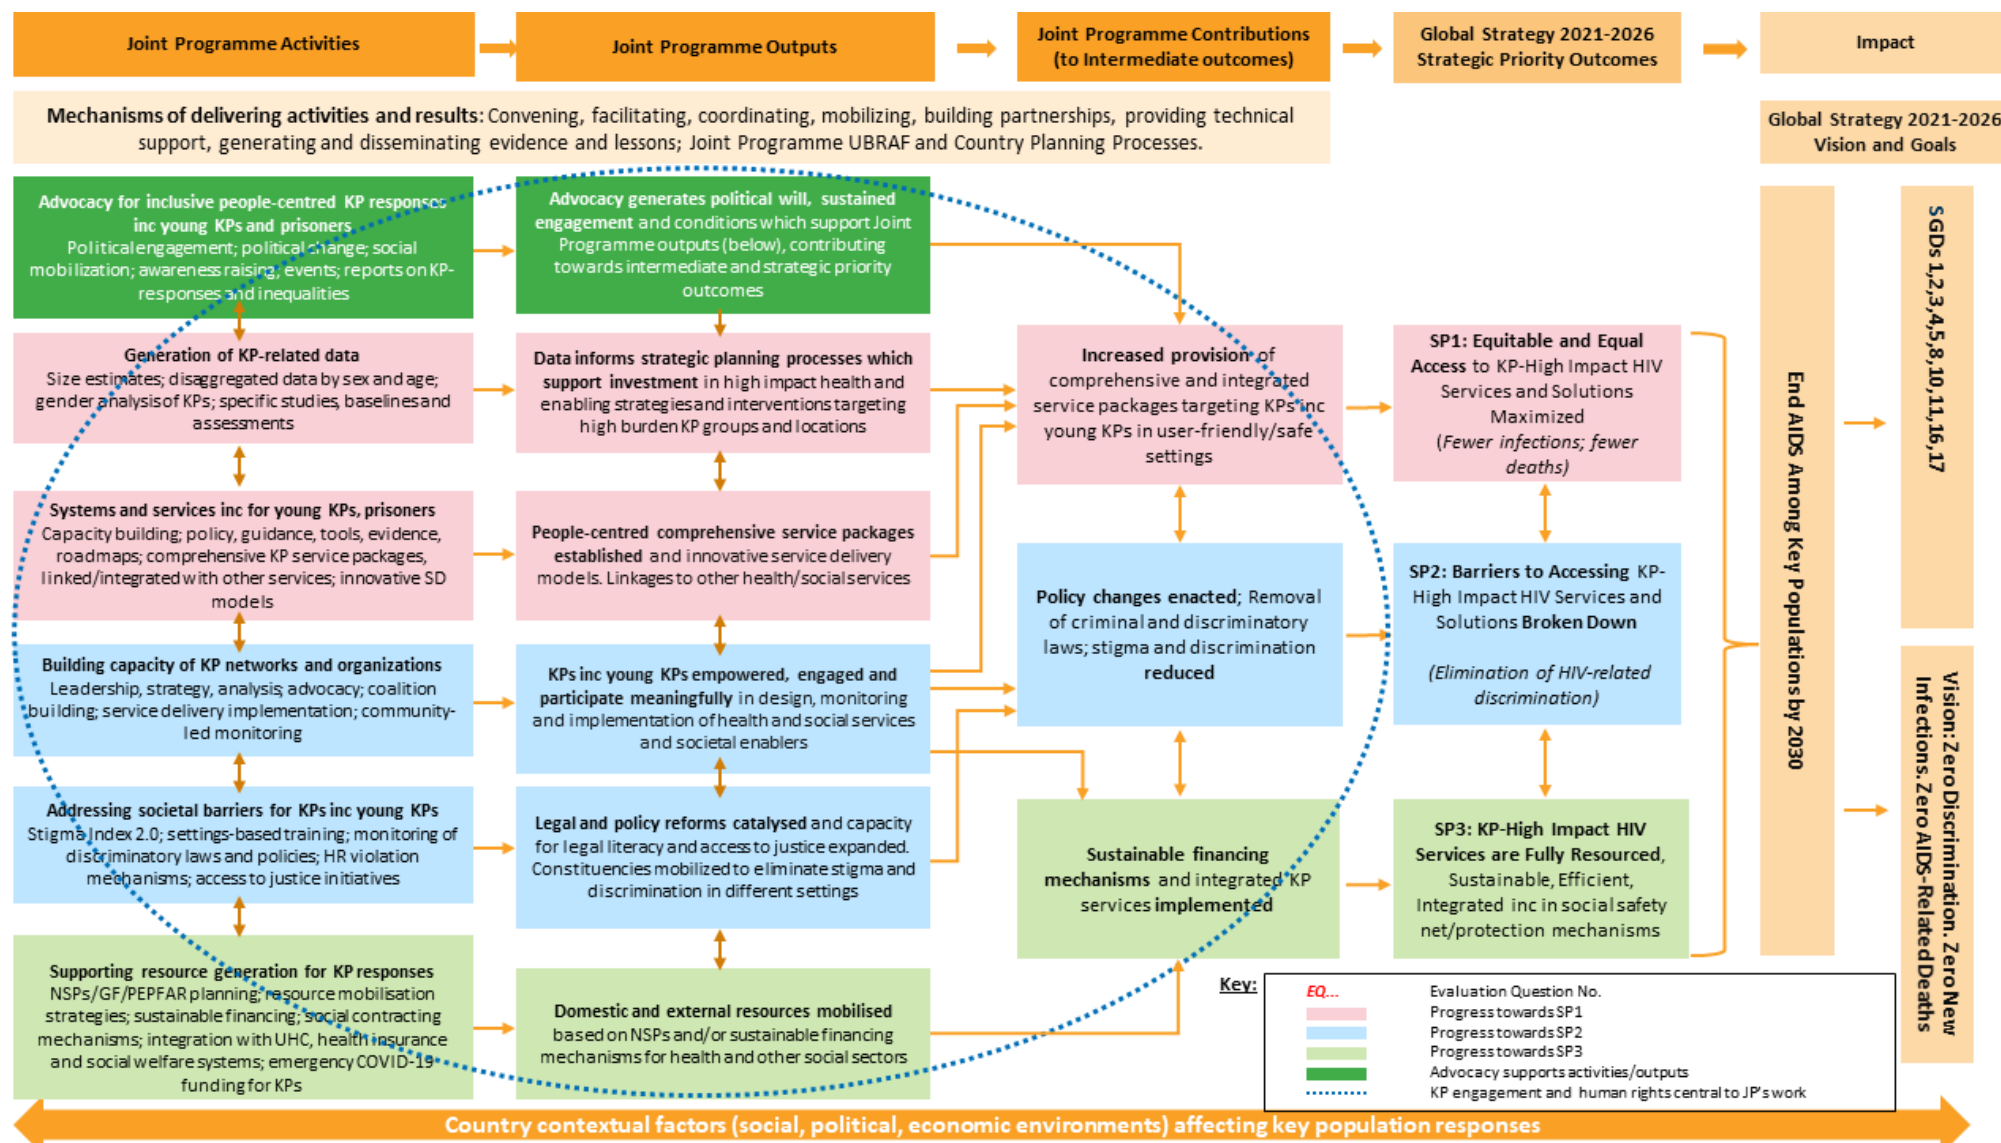 Joint Programme Activities
Joint Programme Outputs
Joint Programme Contributions
(to Intermediate outcomes)
Global Strategy 2021-2026
Strategic Priority Outcomes
Impact
Mechanisms of delivering activities and results: Convening, facilitating, coordinating, mobilizing, building partnerships, providing technical
support, generating and disseminating evidence and lessons; Joint Programme UBRAF and Country Planning Processes.
Global Strategy 2021-2026
Vision and Goals
Advocacy for inclusive people-centred KP responses
inc young KPs and prisoners
Political engagement; political change; social
mobilization; awareness raising; events; reports on KP-
responses and inequalities
Advocacy generates political will, sustained
engagement and conditions which support Joint
Programme outputs (below), contributing
towards intermediate and strategic priority
outcomes
Generation of KP-related data
Size estimates; disaggregated data by sex and age;
gender analysis of KPs; specific studies, baselines and
assessments
Data informs strategic planning processes which
support investment in high impact health and
enabling strategies and interventions targeting
high burden KP groups and locations
Increased provision of
comprehensive and integrated
service packages targeting KPs inc
young KPs in user-friendly/safe
settings
SP1: Equitable and Equal
Access to KP-High Impact HIV
Services and Solutions
Maximized
(Fewer infections; fewer
deaths)
Systems and services inc for young KPs, prisoners
Capacity building; policy, guidance, tools, evidence,
roadmaps; comprehensive KP service packages,
linked/integrated with other services; innovative SD
models
People-centred comprehensive service packages
established and innovative service delivery
models. Linkages to other health/social services
Policy changes enacted; Removal
of criminal and discriminatory
laws; stigma and discrimination
reduced
SP2: Barriers to Accessing KP-
High Impact HIV Services and
Solutions Broken Down
(Elimination of HIV-related
discrimination)
Building capacity of KP networks and organizations
Leadership, strategy, analysis, advocacy; coalition
building; service delivery implementation; community-
led monitoring
KPs inc young KPs empowered, engaged and
participate meaningfully in design, monitoring
and implementation of health and social services
and societal enablers
Addressing societal barriers for KPs inc young KPs
Stigma Index 2.0; settings-based training; monitoring of
discriminatory laws and policies; HR violation
mechanisms; access to justice initiatives
Legal and policy reforms catalysed and capacity
for legal literacy and access to justice expanded.
Constituencies mobilized to eliminate stigma and
discrimination in different settings
Sustainable financing
mechanisms and integrated KP
services implemented
SP3: KP-High Impact HIV
Services are Fully Resourced,
Sustainable, Efficient,
Integrated inc in social safety
net/protection mechanisms
Supporting resource generation for KP responses
NSPs/GF/PEPFAR planning; resource mobilisation
strategies; sustainable financing; social contracting
mechanisms; integration with UHC, health insurance
and social welfare systems; emergency COVID-19
funding for KPs
Domestic and external resources mobilised
based on NSPs and/or sustainable financing
mechanisms for health and other social sectors
End AIDS Among Key Populations by 2030
SGDs 1,2,3,4,5,8,10,11,16,17
Vision: Zero Discrimination. Zero New
Infections. Zero AIDS-Related Deaths
Key:
EQ... Evaluation Question No.
Progress towards SP1
Progress towards SP2
Progress towards SP3
Advocacy supports activities/outputs
KP engagement and human rights central to JP's work
Country contextual factors (social, political, economic environments) affecting key population responses